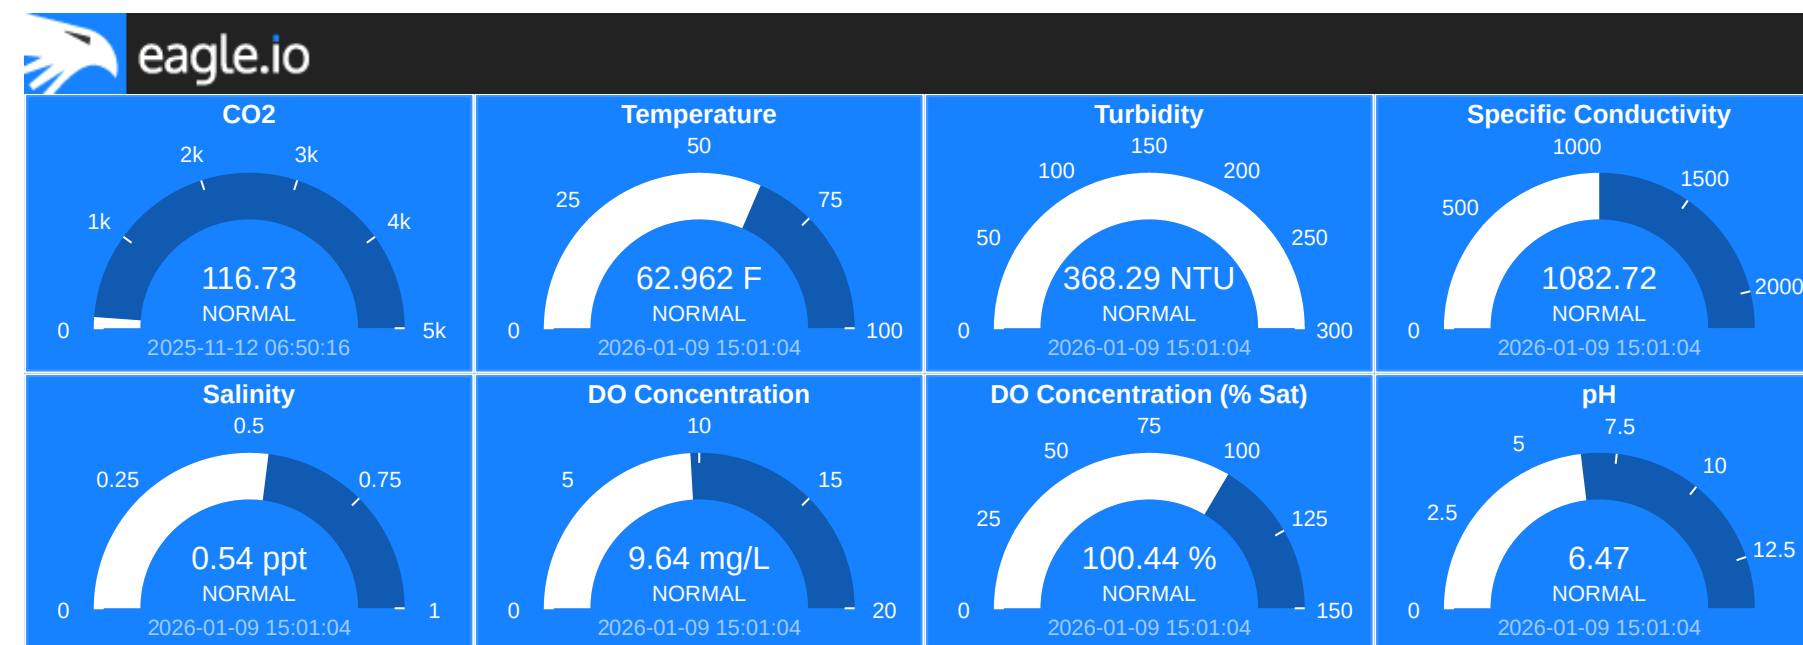 eagle.io
CO2
0
1k
2k
3k
4k
5k
116.73
NORMAL
2025-11-12 06:50:16
Temperature
0
25
50
75
100
62.962 F
NORMAL
2026-01-09 15:01:04
Turbidity
0
50
100
150
200
250
300
368.29 NTU
NORMAL
2026-01-09 15:01:04
Specific Conductivity
0
500
1000
1500
2000
1082.72
NORMAL
2026-01-09 15:01:04
Salinity
0
0.25
0.5
0.75
1
0.54 ppt
NORMAL
2026-01-09 15:01:04
DO Concentration
0
5
10
15
20
9.64 mg/L
NORMAL
2026-01-09 15:01:04
DO Concentration (% Sat)
0
25
50
75
100
125
150
100.44 %
NORMAL
2026-01-09 15:01:04
pH
0
2.5
5
7.5
10
12.5
6.47
NORMAL
2026-01-09 15:01:04